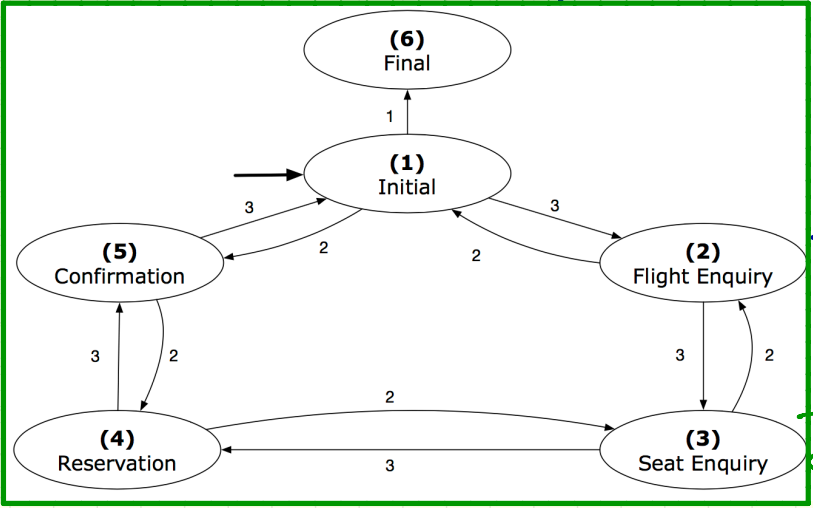 (6)
Final
1
(1)
Initial
3
3
2
2
(5)
Confirmation
(2)
Flight Enquiry
3
2
3
2
2
(4)
Reservation
(3)
Seat Enquiry
3